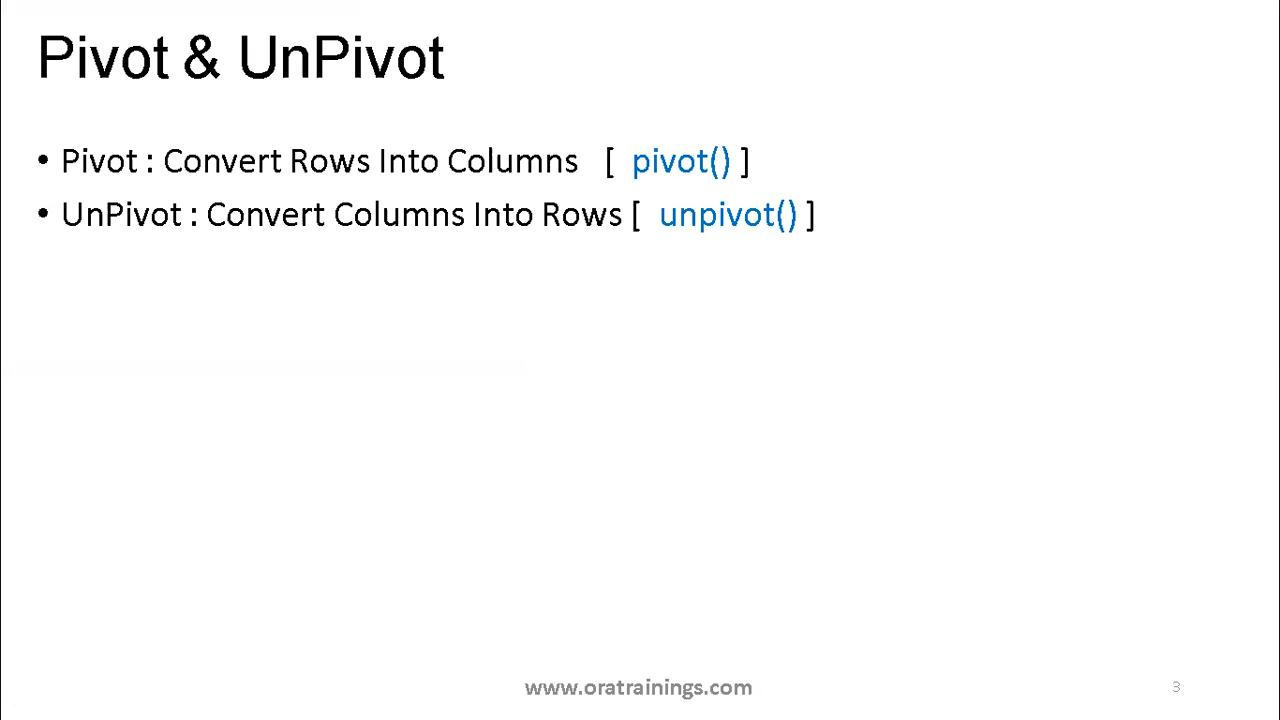 Pivot & UnPivot
• Pivot : Convert Rows Into Columns [ pivot() ]
• UnPivot : Convert Columns Into Rows [ unpivot() ]
www.oratrainings.com
3